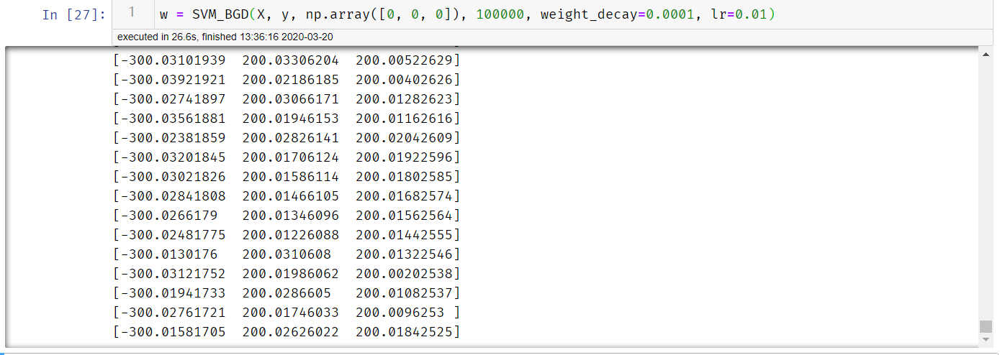 In [27]: 1 w = SVM_BGD(X, y, np.array([0, 0, 0]), 100000, weight_decay=0.0001, lr=0.01)
executed in 26.6s, finished 13:36:16 2020-03-20
[-300.03101939  200.03306204  200.00522629]
[-300.03921921  200.02186185  200.00402626]
[-300.02741897  200.03066171  200.01282623]
[-300.03561881  200.01946153  200.01162616]
[-300.02381859  200.02826141  200.02042609]
[-300.03201845  200.01706124  200.01922596]
[-300.03021826  200.01586114  200.01802585]
[-300.02841808  200.01466105  200.01682574]
[-300.0266179   200.01346096  200.01562564]
[-300.02481775  200.01226088  200.01442555]
[-300.0130176   200.0310608   200.01322546]
[-300.03121752  200.01986062  200.00202538]
[-300.01941733  200.0286605   200.01082537]
[-300.02761721  200.01746033  200.0096253 ]
[-300.01581705  200.02626022  200.01842525]